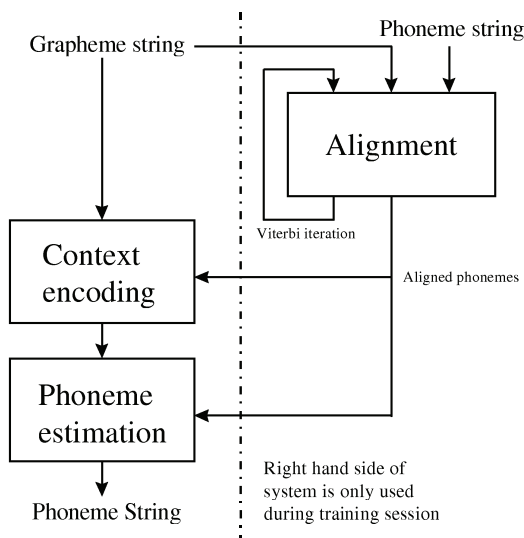 Grapheme string
Phoneme string
Alignment
Viterbi iteration
Context
encoding
Aligned phonemes
Phoneme
estimation
Right hand side of
system is only used
during training session
Phoneme String